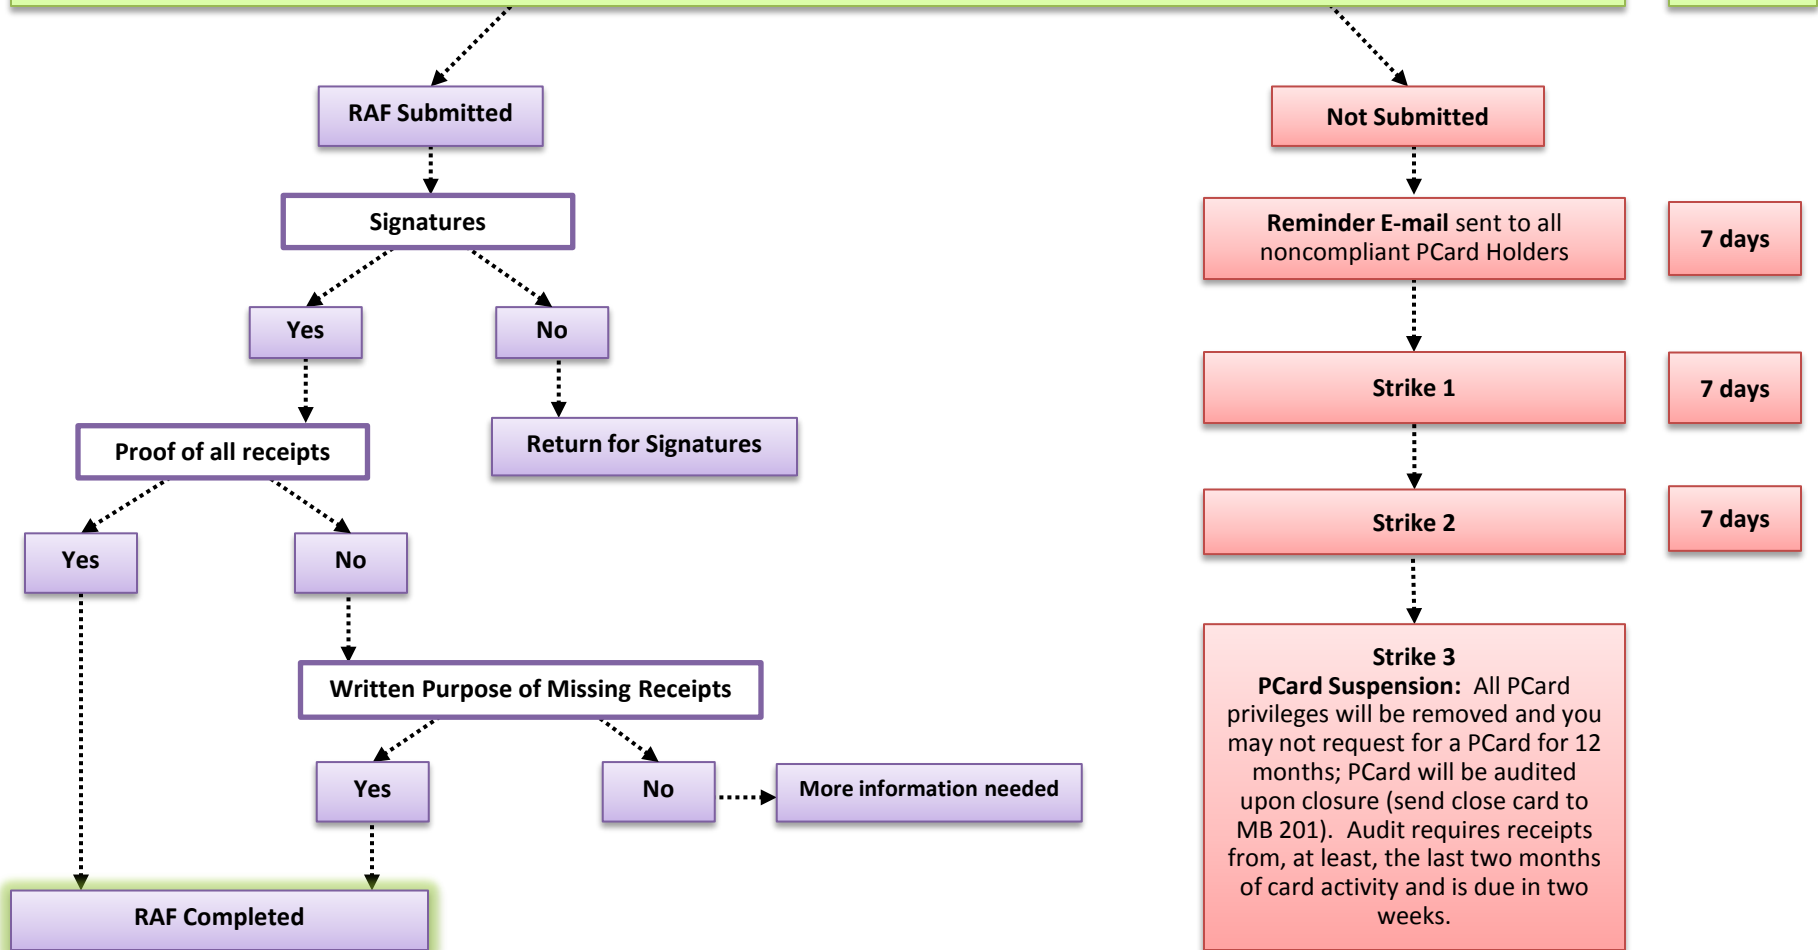 RAF Submitted
Not Submitted
Signatures
Reminder E-mail sent to all
noncompliant PCard Holders
7 days
Yes
No
Strike 1
7 days
Proof of all receipts
Return for Signatures
Strike 2
7 days
Yes
No
Written Purpose of Missing Receipts
Yes
No
More information needed
RAF Completed
Strike 3
PCard Suspension: All PCard
privileges will be removed and you
may not request for a PCard for 12
months; PCard will be audited
upon closure (send close card to
MB 201). Audit requires receipts
from, at least, the last two months
of card activity and is due in two
weeks.